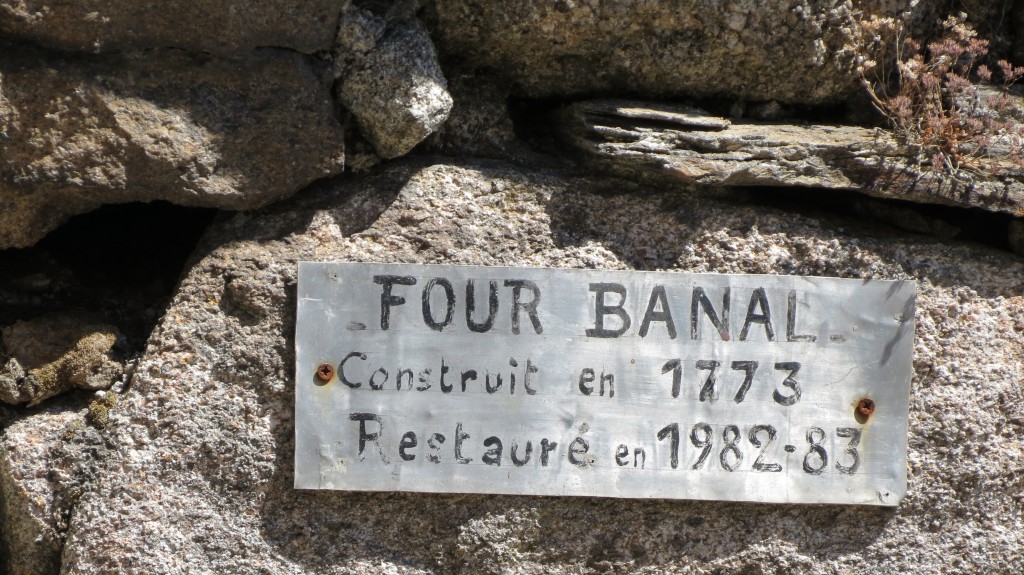 - FOUR BANAL -
Construit en 1773
Restauré en 1982-83